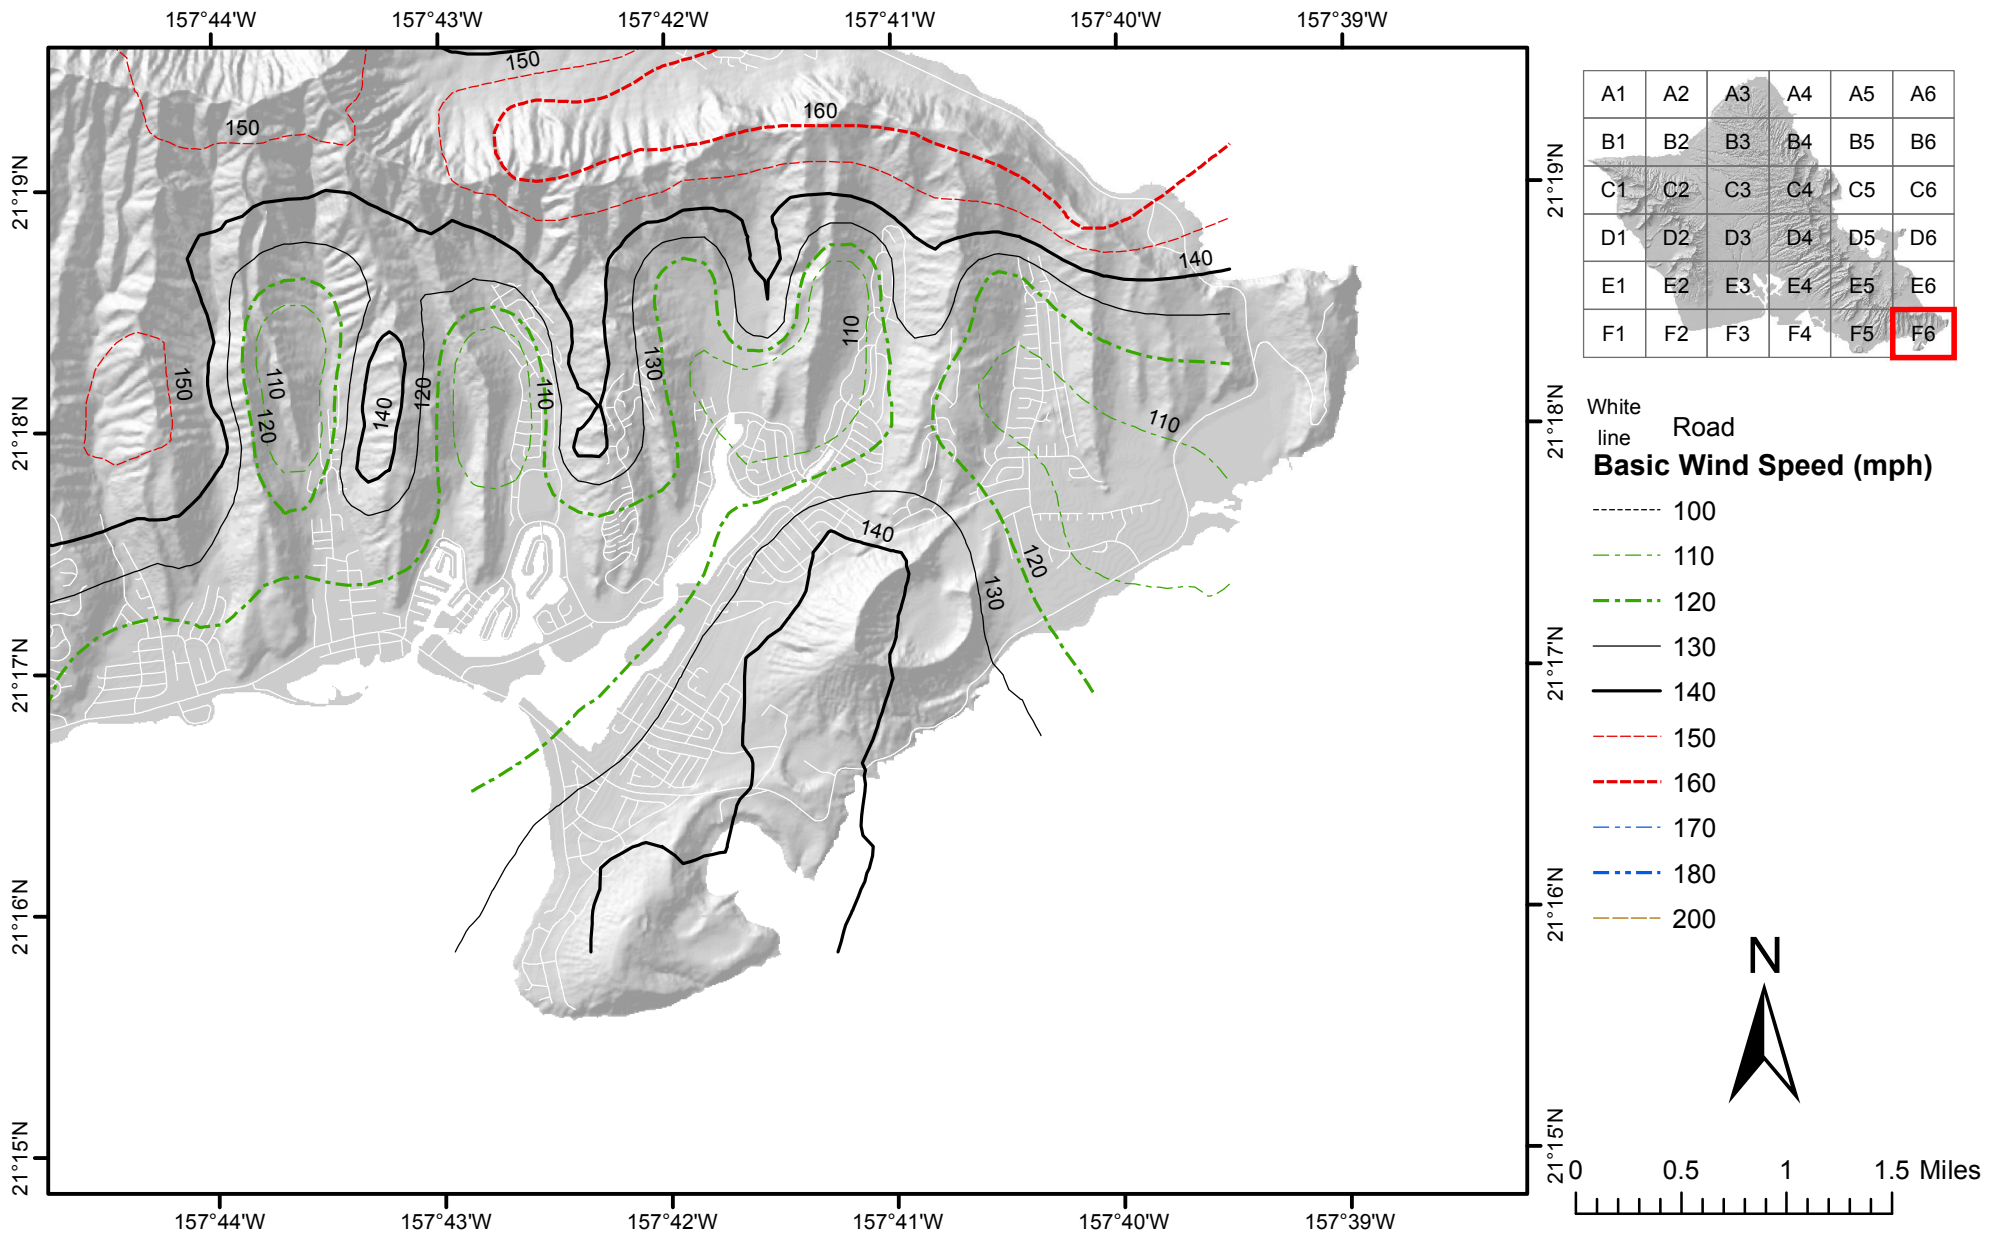 157°44'W 157°43'W 157°42'W 157°41'W 157°40'W 157°39'W
21°19'N
21°18'N
21°17'N
21°16'N
21°15'N
150
150
160
140
150
110
120
140
120
110
130
110
110
140
130
120
21°19'N
21°18'N
21°17'N
21°16'N
21°15'N
157°44'W 157°43'W 157°42'W 157°41'W 157°40'W 157°39'W
A1 A2 A3 A4 A5 A6
B1 B2 B3 B4 B5 B6
C1 C2 C3 C4 C5 C6
D1 D2 D3 D4 D5 D6
E1 E2 E3 E4 E5 E6
F1 F2 F3 F4 F5 F6
White
line Road
Basic Wind Speed (mph)
100
110
120
130
140
150
160
170
180
200
N
0 0.5 1 1.5 Miles